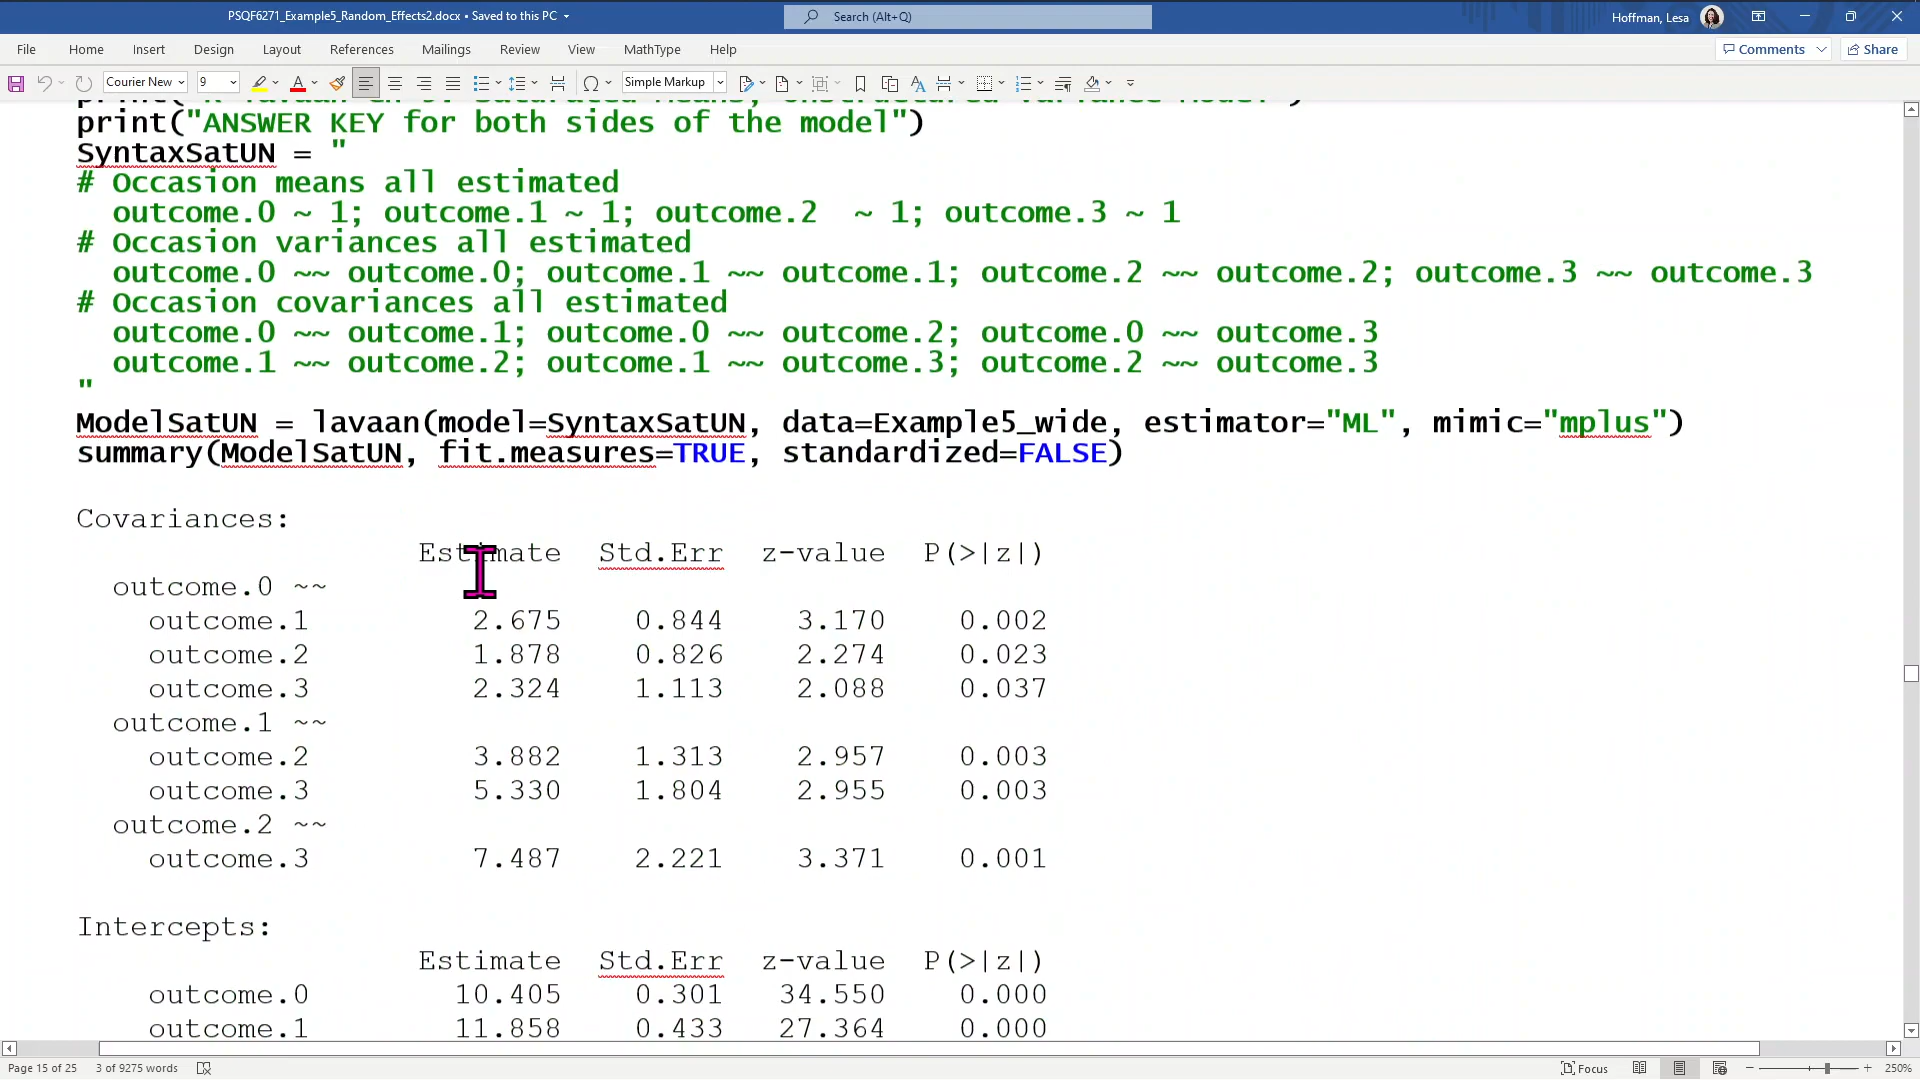 PSQF6271_Example5_Random_Effects2.docx • Saved to this PC
Search (Alt+Q)
Hoffman, Lesa
File Home Insert Design Layout References Mailings Review View MathType Help
Comments
Share
Courier New 9
Simple Markup
print("ANSWER KEY for both sides of the model")
SyntaxSatUN = "
# Occasion means all estimated
outcome.0 ~ 1; outcome.1 ~ 1; outcome.2 ~ 1; outcome.3 ~ 1
# Occasion variances all estimated
outcome.0 ~~ outcome.0; outcome.1 ~~ outcome.1; outcome.2 ~~ outcome.2; outcome.3 ~~ outcome.3
# Occasion covariances all estimated
outcome.0 ~~ outcome.1; outcome.0 ~~ outcome.2; outcome.0 ~~ outcome.3
outcome.1 ~~ outcome.2; outcome.1 ~~ outcome.3; outcome.2 ~~ outcome.3
"
ModelSatUN = lavaan(model=SyntaxSatUN, data=Example5_wide, estimator="ML", mimic="mplus")
summary(ModelSatUN, fit.measures=TRUE, standardized=FALSE)
Covariances:
Estimate Std.Err z-value P(>|z|)
outcome.0 ~~
outcome.1 2.675 0.844 3.170 0.002
outcome.2 1.878 0.826 2.274 0.023
outcome.3 2.324 1.113 2.088 0.037
outcome.1 ~~
outcome.2 3.882 1.313 2.957 0.003
outcome.3 5.330 1.804 2.955 0.003
outcome.2 ~~
outcome.3 7.487 2.221 3.371 0.001
Intercepts:
Estimate Std.Err z-value P(>|z|)
outcome.0 10.405 0.301 34.550 0.000
outcome.1 11.858 0.433 27.364 0.000
Page 15 of 25 3 of 9275 words
Focus
250%